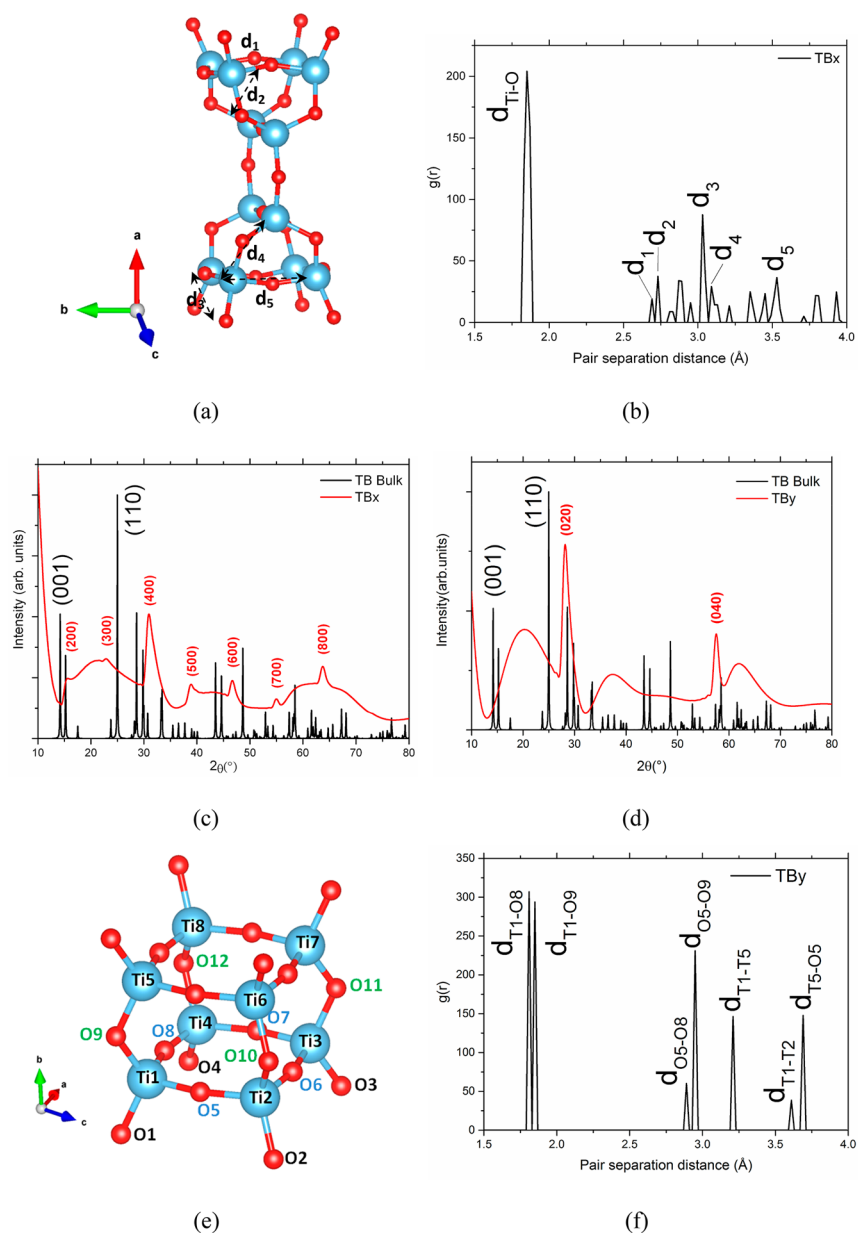 d1
d2
d4
d3
d5
a
b
c
(a)
TBx
g(r)
200
150
100
50
0
dTi-O
d1
d2
d3
d4
d5
1.5 2.0 2.5 3.0 3.5 4.0
Pair separation distance (Å)
(b)
TB Bulk
TBx
Intensity (arb. units)
(001)
(110)
(200)
(300)
(400)
(500)
(600)
(700)
(800)
10 20 30 40 50 60 70 80
2θ(°)
(c)
TB Bulk
TBy
Intensity(arb.units)
(001)
(110)
(020)
(040)
10 20 30 40 50 60 70 80
2θ(°)
(d)
Ti8
Ti7
O12
Ti5
Ti6
O11
O7
O8
Ti4
O9
Ti3
O10
O4
Ti1
O6
O3
Ti2
O5
O1
O2
b
a
c
(e)
TBy
g(r)
350
300
250
200
150
100
50
0
dT1-O8
dT1-O9
dO5-O8
dO5-O9
dT1-T5
dT1-T2
dT5-O5
1.5 2.0 2.5 3.0 3.5 4.0
Pair separation distance (Å)
(f)